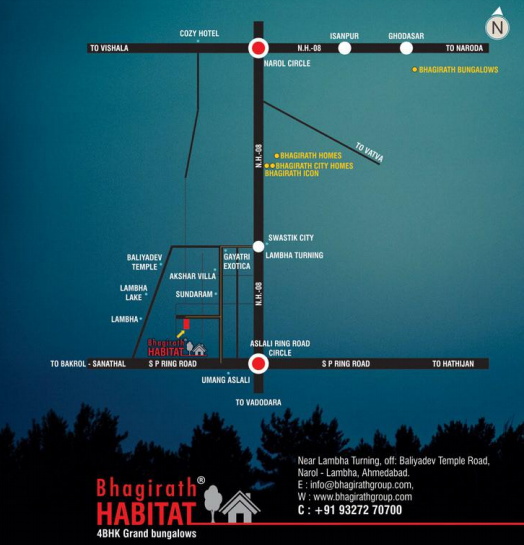 N
COZY HOTEL
ISANPUR
GHODASAR
TO VISHALA
N.H.-08
TO NARODA
NAROL CIRCLE
BHAGIRATH BUNGALOWS
N.H.-08
TO VATVA
BHAGIRATH HOMES
BHAGIRATH CITY HOMES
BHAGIRATH ICON
SWASTIK CITY
LAMBHA TURNING
BALIYADEV
TEMPLE
GAYATRI
EXOTICA
AKSHAR VILLA
LAMBHA
LAKE
SUNDARAM
N.H.-08
LAMBHA
Bhagirath
HABITAT
ASLALI RING ROAD
CIRCLE
TO BAKROL - SANATHAL
S P RING ROAD
S P RING ROAD
TO HATHIJAN
UMANG ASLALI
TO VADODARA
Bhagirath®
HABITAT
4BHK Grand bungalows
Near Lambha Turning, off: Baliyadev Temple Road,
Narol - Lambha, Ahmedabad.
E : info@bhagirathgroup.com,
W : www.bhagirathgroup.com
C : +91 93272 70700